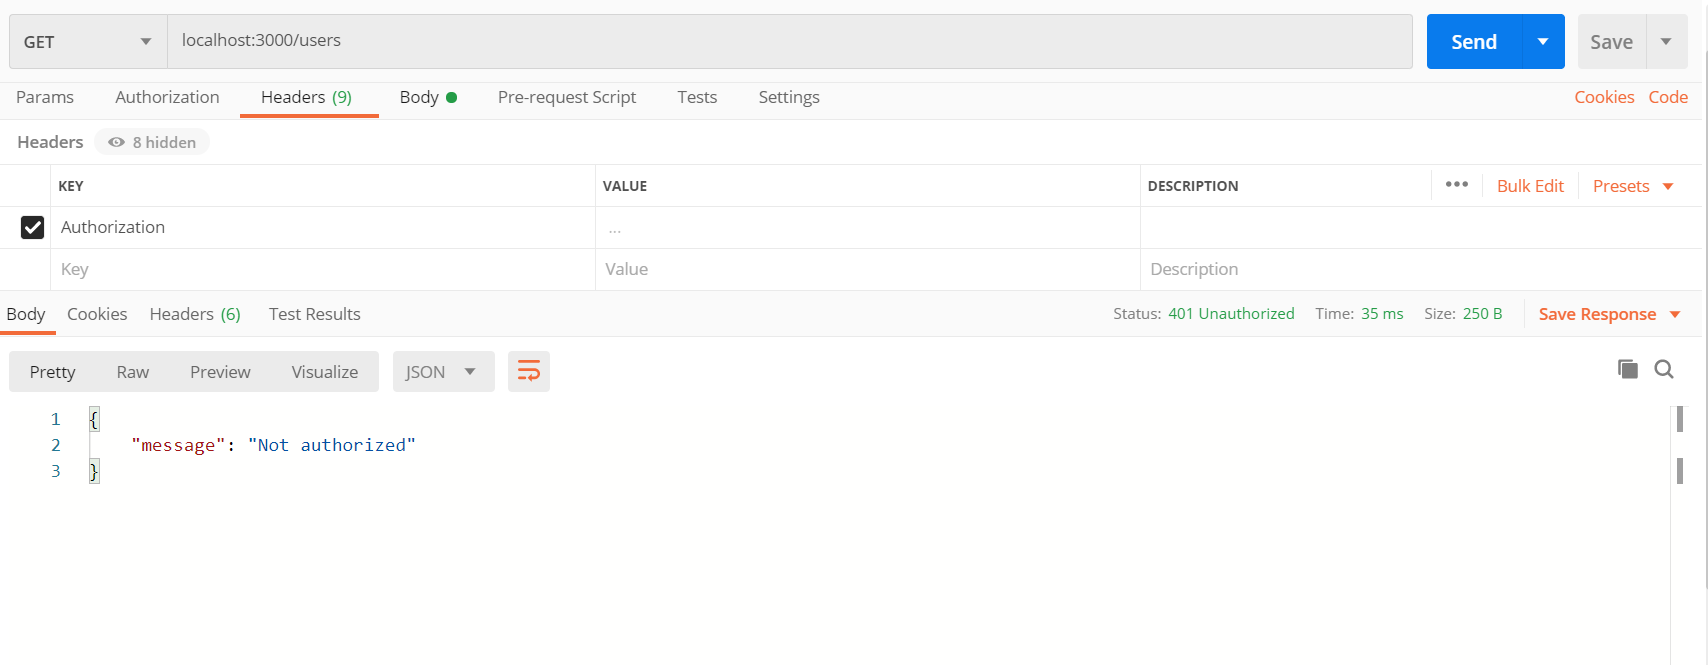 GET localhost:3000/users Send Save
Params Authorization Headers (9) Body Pre-request Script Tests Settings Cookies Code
Headers 8 hidden
KEY VALUE DESCRIPTION ••• Bulk Edit Presets
Authorization ...
Key Value Description
Body Cookies Headers (6) Test Results Status: 401 Unauthorized Time: 35 ms Size: 250 B Save Response
Pretty Raw Preview Visualize JSON
1 {
2 "message": "Not authorized"
3 }